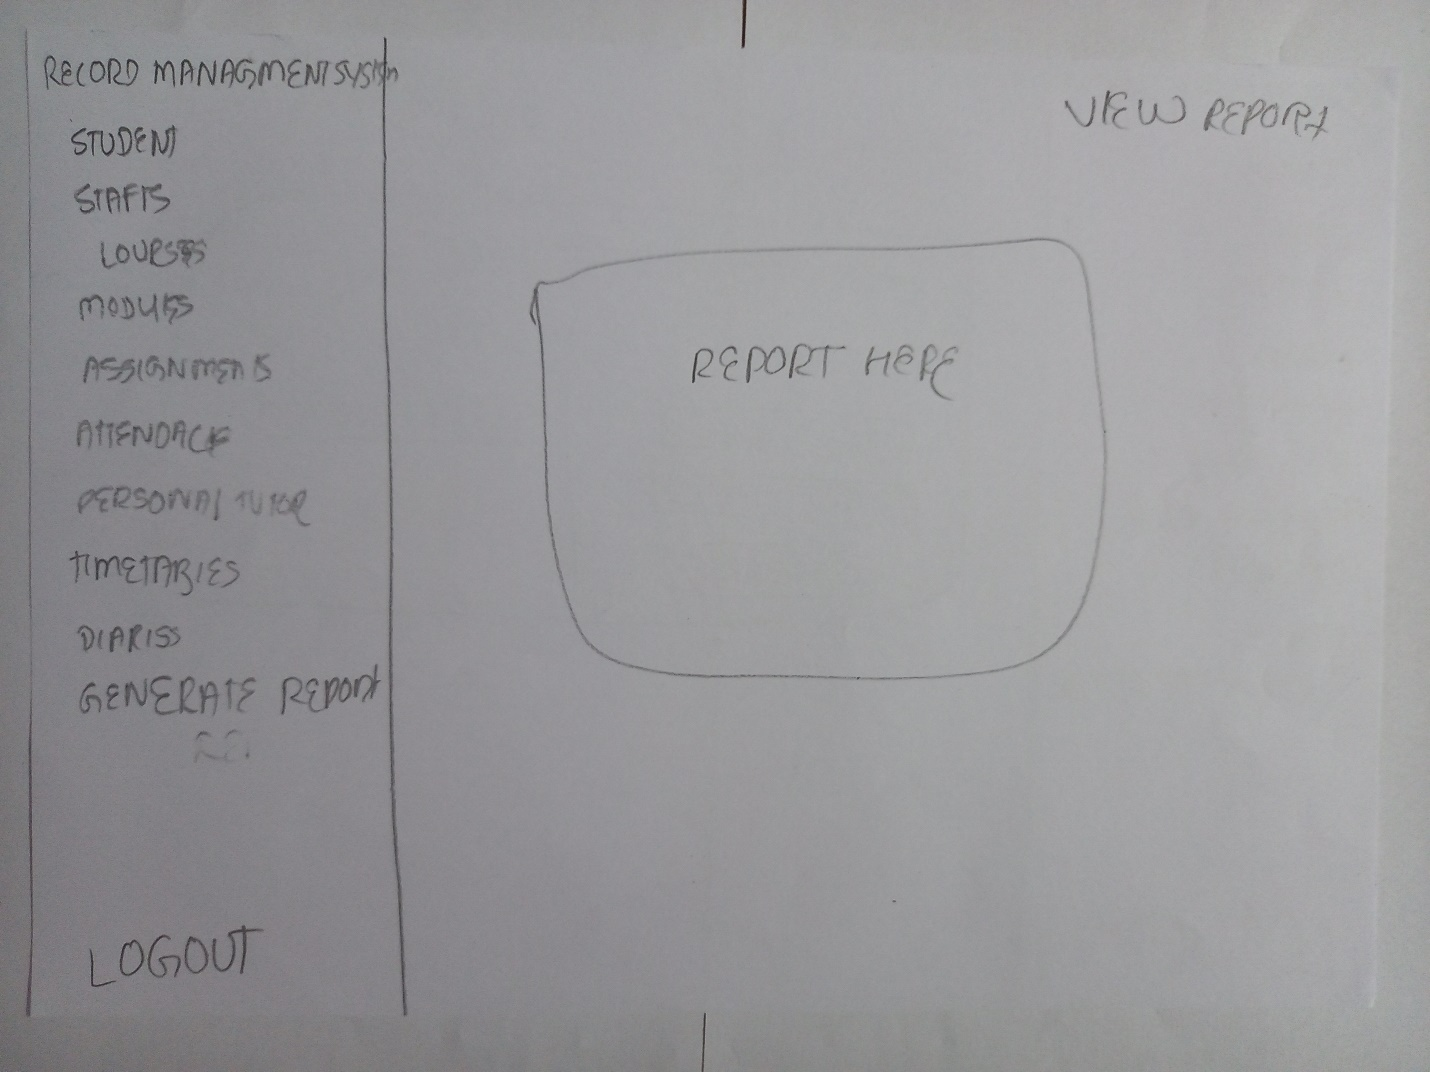 RECORD MANAGMENT SYSTEM
STUDENT
STAFFS
COURSES
MODULES
ASSIGNMENTS
ATTENDACE
PERSONAL TUTOR
TIMETABLES
DIARISS
GENERATE REPORT
LOGOUT
VIEW REPORT
REPORT HERE